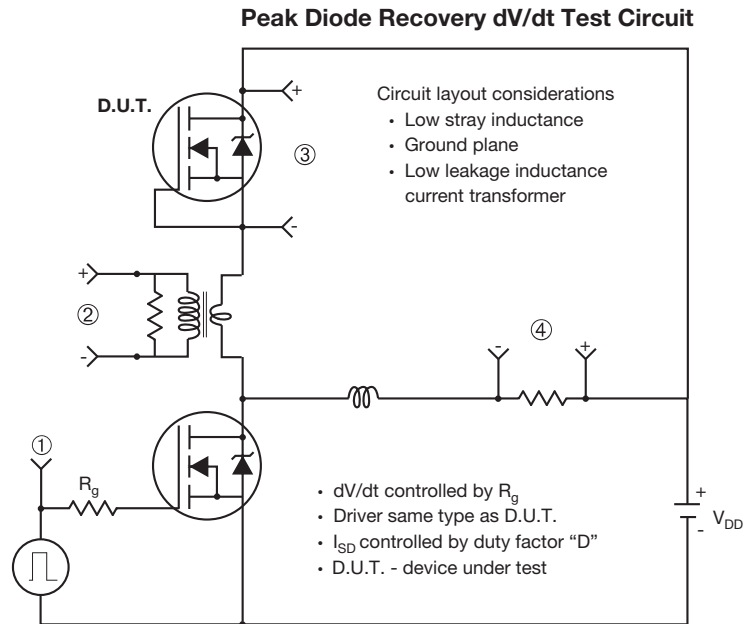 Peak Diode Recovery dV/dt Test Circuit
D.U.T.
+
Circuit layout considerations
• Low stray inductance
• Ground plane
• Low leakage inductance
current transformer
③
-
+
②
-
④
-
+
①
R_g
• dV/dt controlled by R_g
• Driver same type as D.U.T.
• I_SD controlled by duty factor “D”
• D.U.T. - device under test
+
V_DD
-